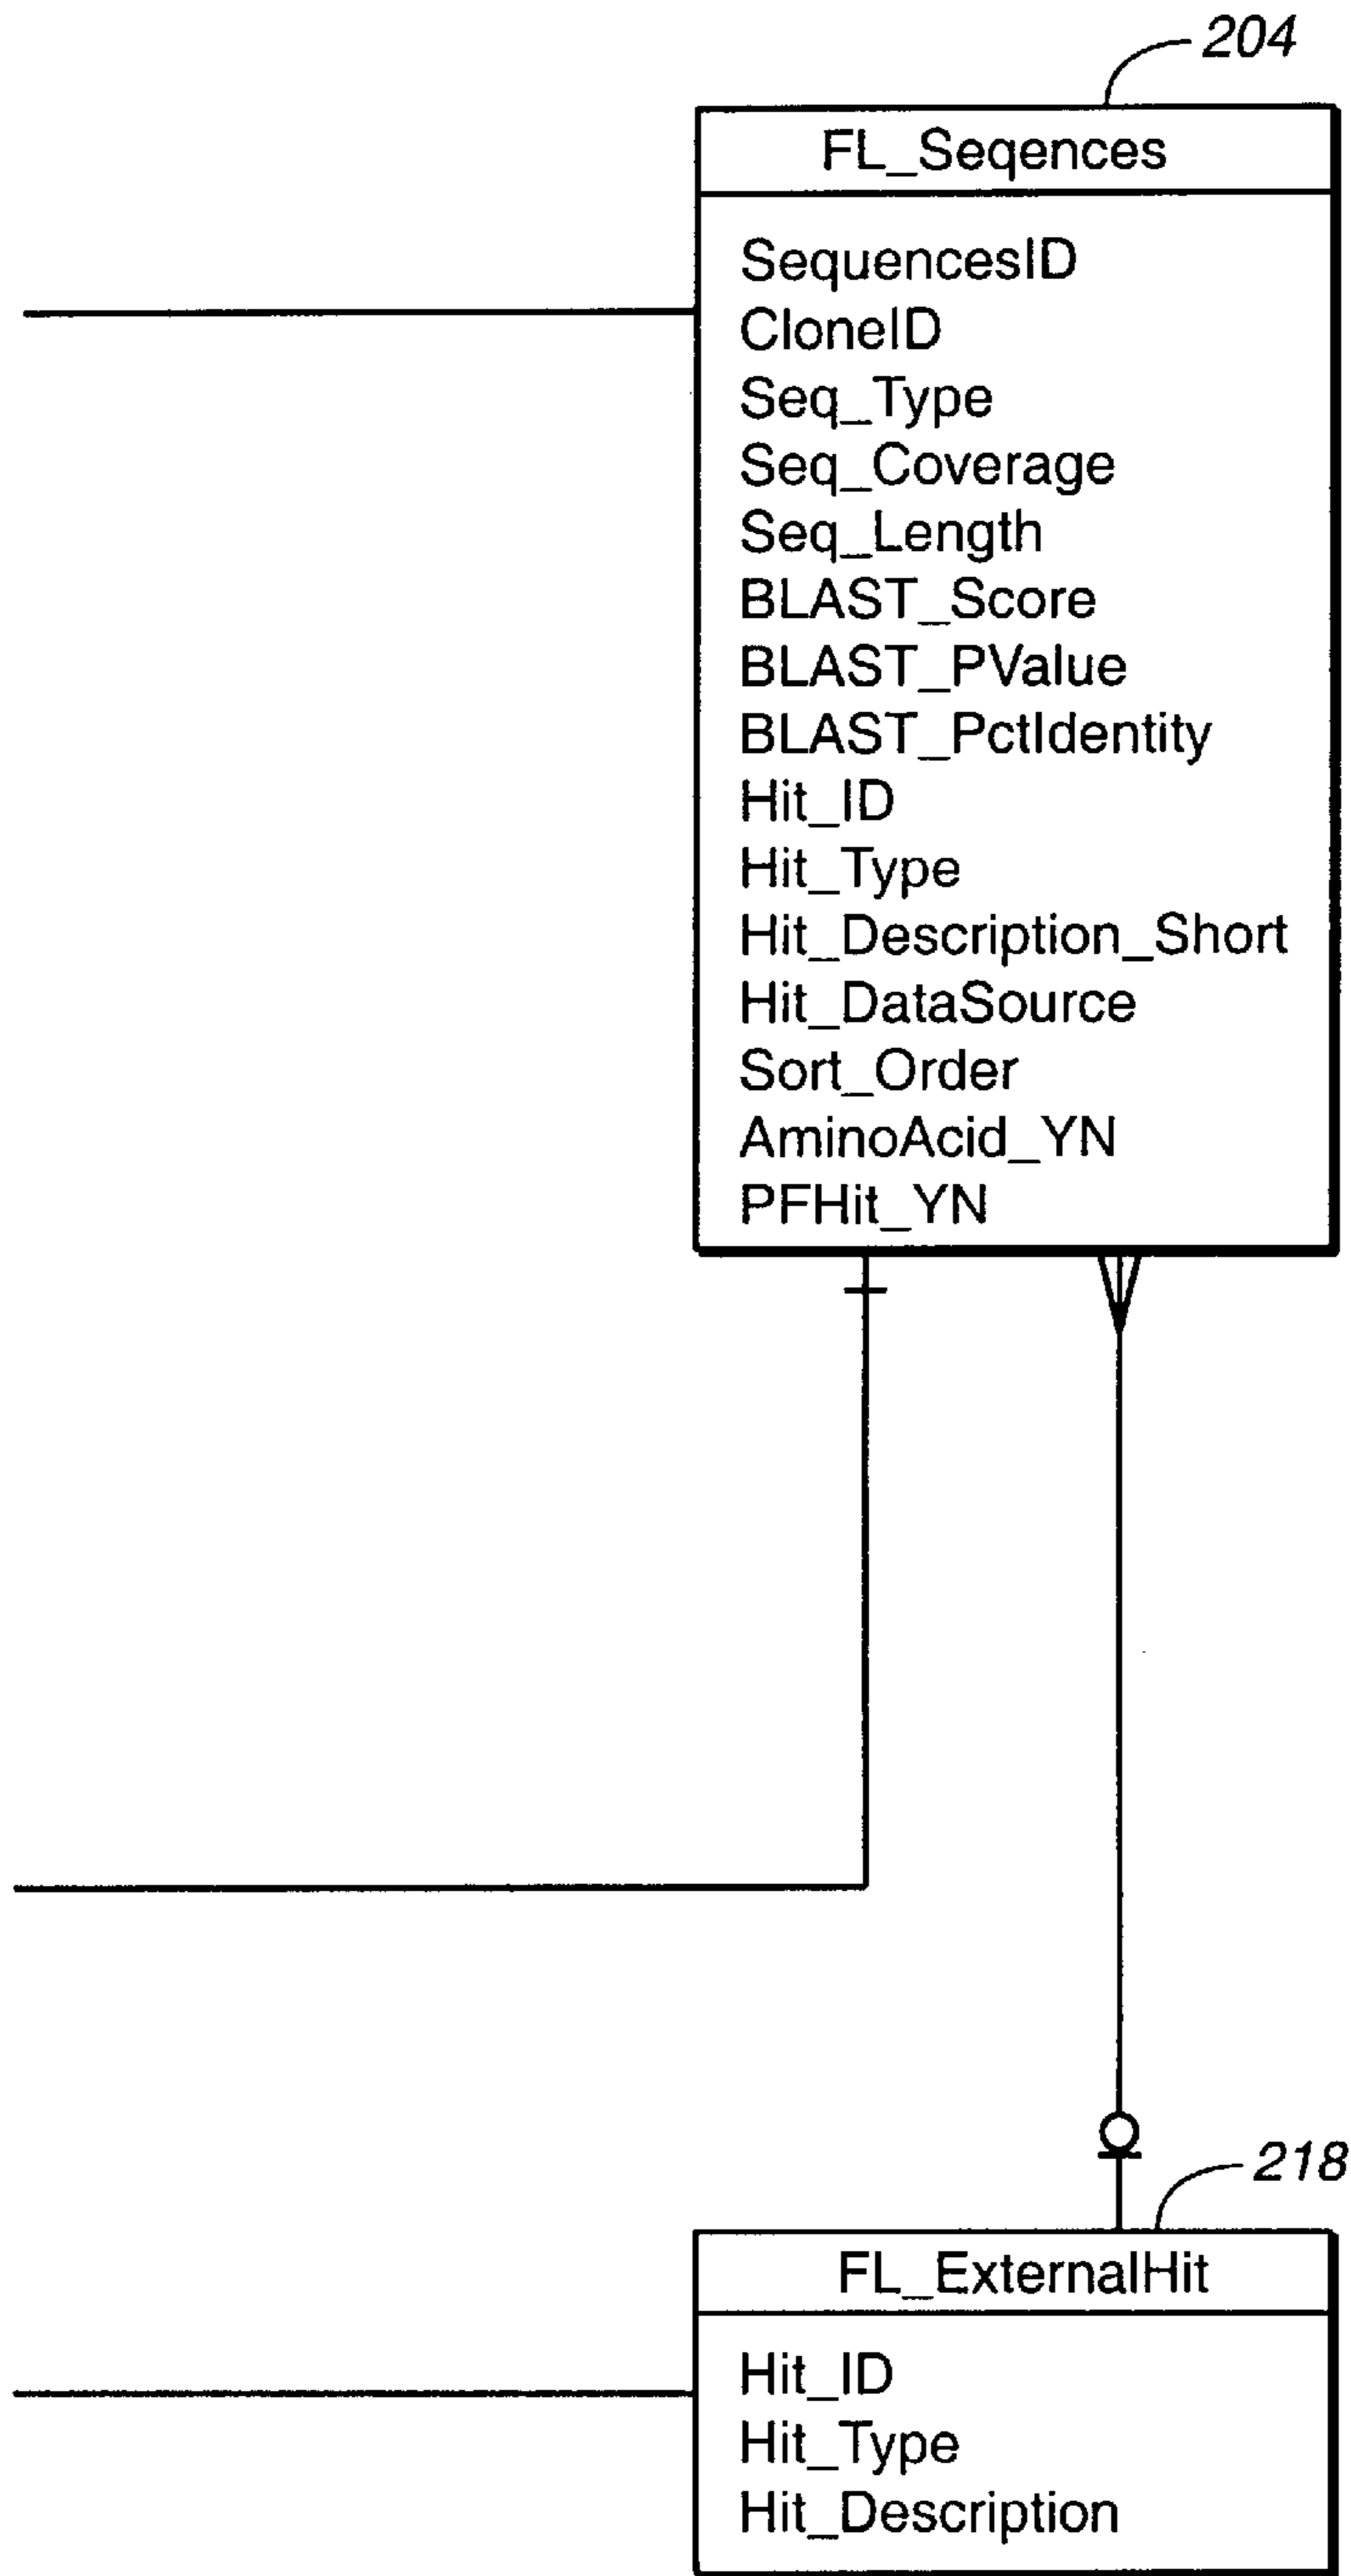 204
FL_Seqences
SequencesID
CloneID
Seq_Type
Seq_Coverage
Seq_Length
BLAST_Score
BLAST_PValue
BLAST_PctIdentity
Hit_ID
Hit_Type
Hit_Description_Short
Hit_DataSource
Sort_Order
AminoAcid_YN
PFHit_YN
218
FL_ExternalHit
Hit_ID
Hit_Type
Hit_Description